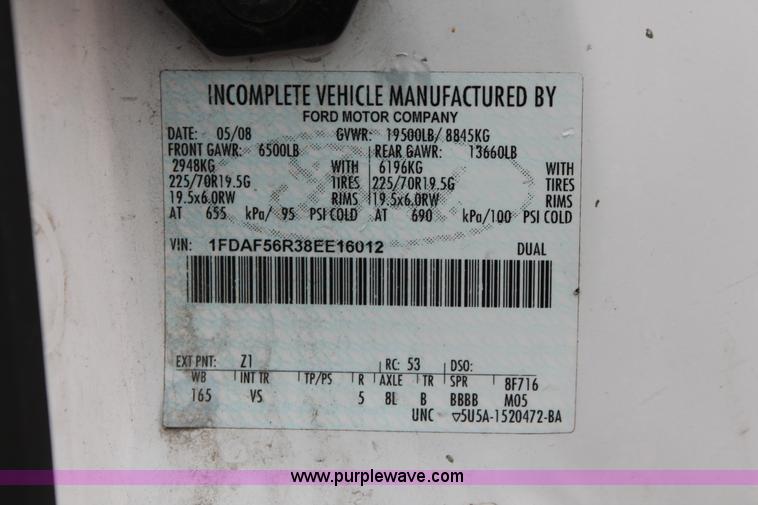 INCOMPLETE VEHICLE MANUFACTURED BY
FORD MOTOR COMPANY
DATE: 05/08 GVWR: 19500LB/ 8845KG
FRONT GAWR: 6500LB REAR GAWR: 13660LB
2948KG WITH 6196KG WITH
225/70R19.5G TIRES 225/70R19.5G TIRES
19.5x6.0RW RIMS 19.5x6.0RW RIMS
AT 655 kPa/ 95 PSI COLD AT 690 kPa/100 PSI COLD
VIN: 1FDAF56R38EE16012 DUAL
EXT PNT: Z1 RC: 53 DSO:
WB INT TR TP/PS R AXLE TR SPR 8F716
165 VS 5 8L B BBBB M05
UNC ▽5U5A-1520472-BA
www.purplewave.com